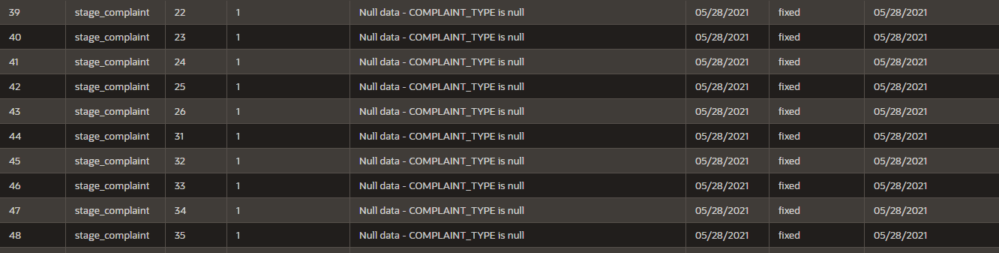 39 stage_complaint 22 1 Null data - COMPLAINT_TYPE is null 05/28/2021 fixed 05/28/2021
40 stage_complaint 23 1 Null data - COMPLAINT_TYPE is null 05/28/2021 fixed 05/28/2021
41 stage_complaint 24 1 Null data - COMPLAINT_TYPE is null 05/28/2021 fixed 05/28/2021
42 stage_complaint 25 1 Null data - COMPLAINT_TYPE is null 05/28/2021 fixed 05/28/2021
43 stage_complaint 26 1 Null data - COMPLAINT_TYPE is null 05/28/2021 fixed 05/28/2021
44 stage_complaint 31 1 Null data - COMPLAINT_TYPE is null 05/28/2021 fixed 05/28/2021
45 stage_complaint 32 1 Null data - COMPLAINT_TYPE is null 05/28/2021 fixed 05/28/2021
46 stage_complaint 33 1 Null data - COMPLAINT_TYPE is null 05/28/2021 fixed 05/28/2021
47 stage_complaint 34 1 Null data - COMPLAINT_TYPE is null 05/28/2021 fixed 05/28/2021
48 stage_complaint 35 1 Null data - COMPLAINT_TYPE is null 05/28/2021 fixed 05/28/2021